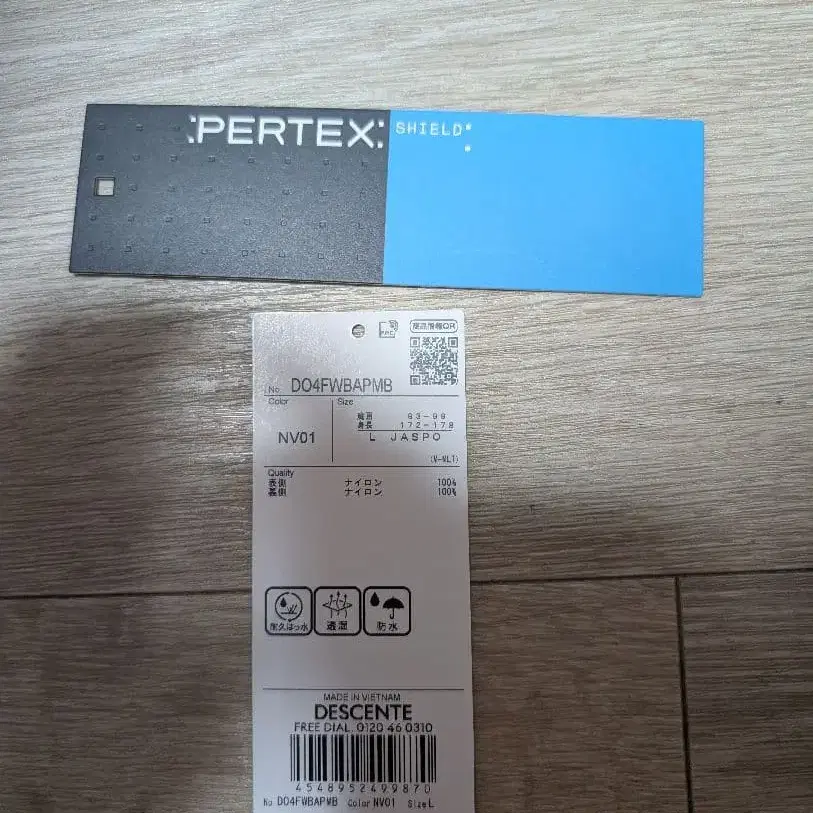 PERTEX
SHIELD
商品情報QR
No. DO4FWBAPMB
Color
Size
NV01
胸囲 93-99
身長 172-178
L JASPO
Quality
表側 ナイロン 100%
裏側 ナイロン 100%
耐久はっ水
透湿
防水
MADE IN VIETNAM
DESCENTE
FREE DIAL. 0120 46 0310
4548952499870
No DO4FWBAPMB Color NV01 Size L